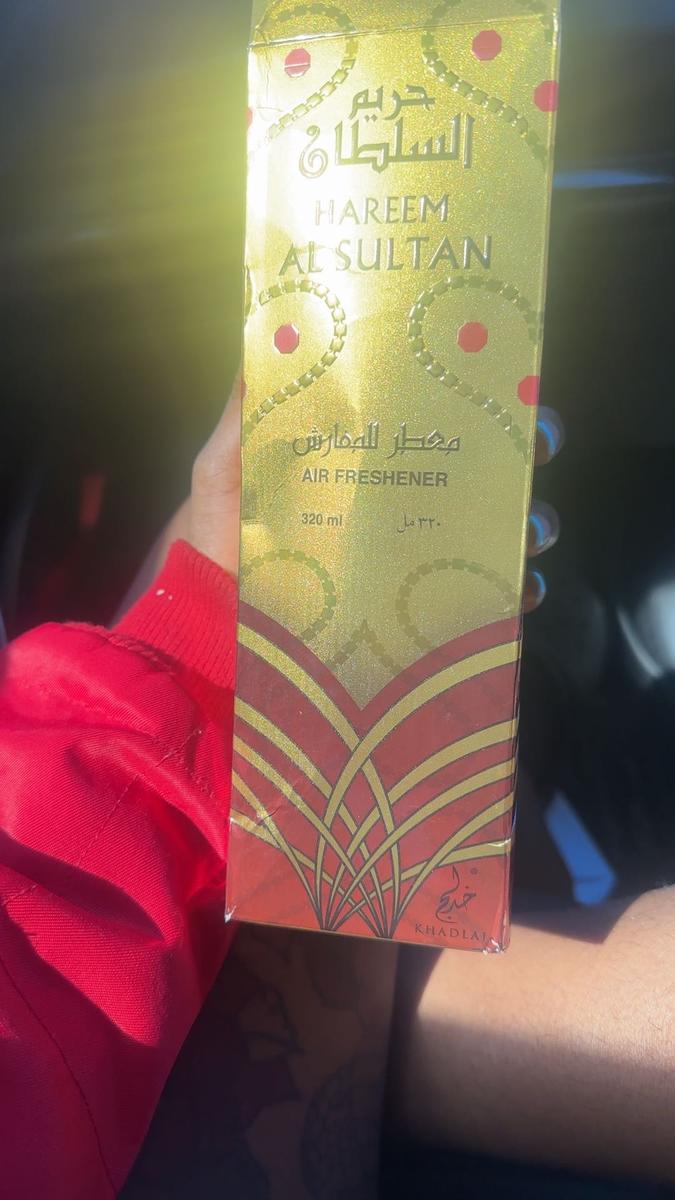 حريم
السلطان
HAREEM
AL SULTAN
معطر للمفارش
AIR FRESHENER
320 ml ٣٢٠ مل
خدلج
KHADLAJ